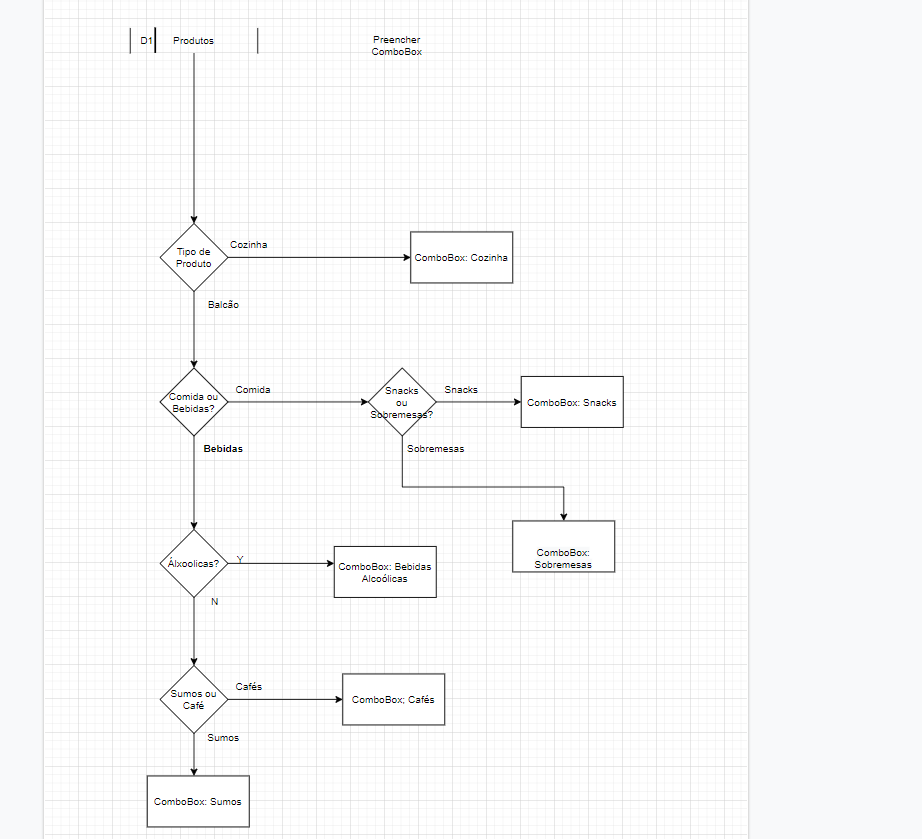 D1 Produtos
Preencher
ComboBox
Cozinha
Tipo de
Produto
ComboBox: Cozinha
Balcão
Comida
Snacks
Comida ou
Bebidas?
Snacks
ou
Sobremesas?
ComboBox: Snacks
Bebidas
Sobremesas
Álxoolicas?
Y
ComboBox: Bebidas
Alcoólicas
ComboBox:
Sobremesas
N
Cafés
Sumos ou
Café
ComboBox; Cafés
Sumos
ComboBox: Sumos